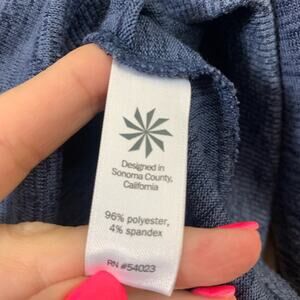 Designed in
Sonoma County,
California
96% polyester,
4% spandex
RN #54023